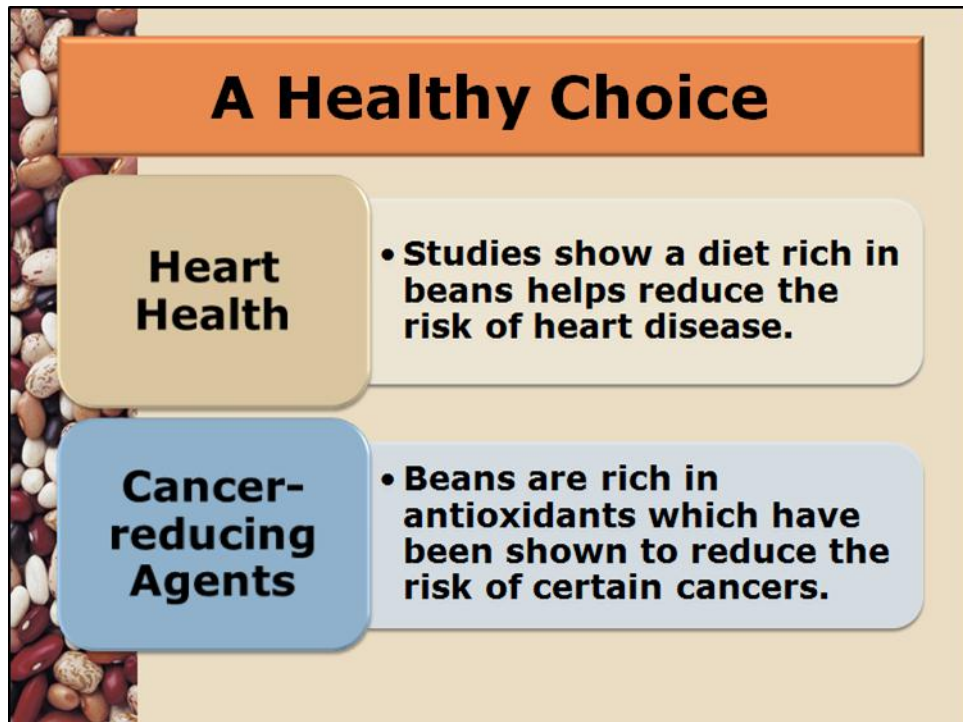 A Healthy Choice
Heart
Health
• Studies show a diet rich in
beans helps reduce the
risk of heart disease.
Cancer-
reducing
Agents
• Beans are rich in
antioxidants which have
been shown to reduce the
risk of certain cancers.